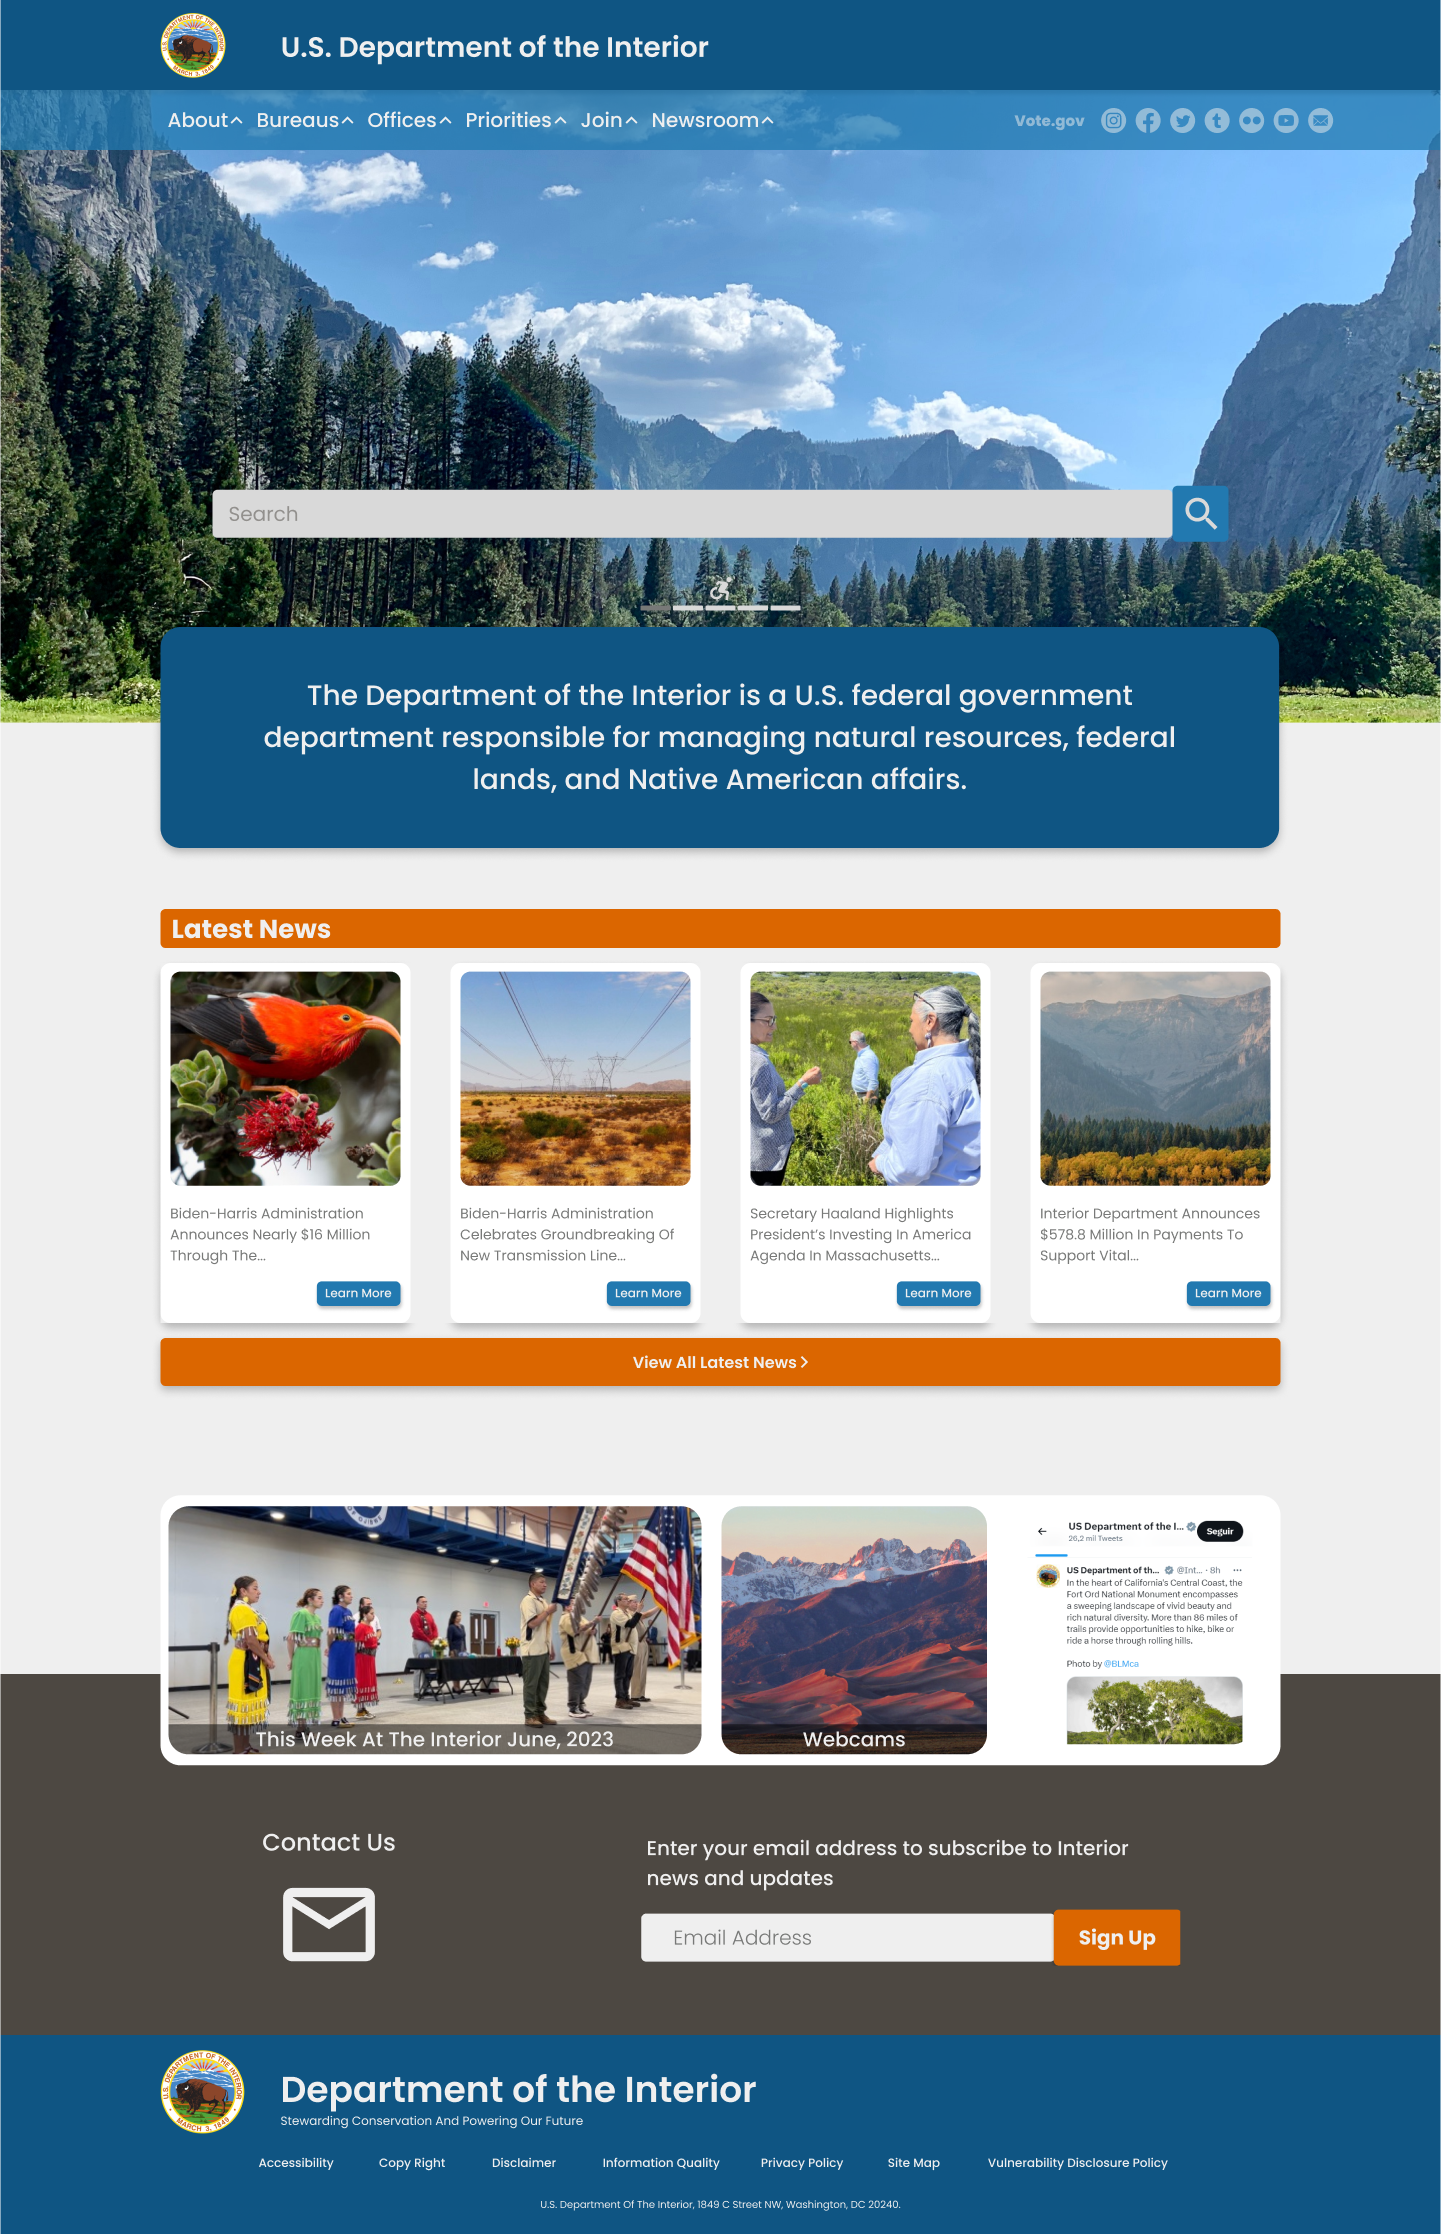 U.S. Department of the Interior
About Bureaus Offices Priorities Join Newsroom
Vote.gov
Search
The Department of the Interior is a U.S. federal government
department responsible for managing natural resources, federal
lands, and Native American affairs.
Latest News
Biden-Harris Administration
Announces Nearly $16 Million
Through The...
Learn More
Biden-Harris Administration
Celebrates Groundbreaking Of
New Transmission Line...
Learn More
Secretary Haaland Highlights
President's Investing In America
Agenda In Massachusetts...
Learn More
Interior Department Announces
$578.8 Million In Payments To
Support Vital...
Learn More
View All Latest News
This Week At The Interior June, 2023
Webcams
US Department of the I...
Seguir
26,2 mil Tweets
US Department of th... @Int... · 8h ...
In the heart of California's Central Coast, the
Fort Ord National Monument encompasses
a sweeping landscape of vivid beauty and
rich natural diversity. More than 86 miles of
trails provide opportunities to hike, bike or
ride a horse through rolling hills.
Photo by @BLMca
Contact Us
Enter your email address to subscribe to Interior
news and updates
Email Address
Sign Up
U.S. DEPARTMENT OF THE INTERIOR
MARCH 3, 1849
Department of the Interior
Stewarding Conservation And Powering Our Future
Accessibility Copy Right Disclaimer Information Quality Privacy Policy Site Map Vulnerability Disclosure Policy
U.S. Department Of The Interior, 1849 C Street NW, Washington, DC 20240.